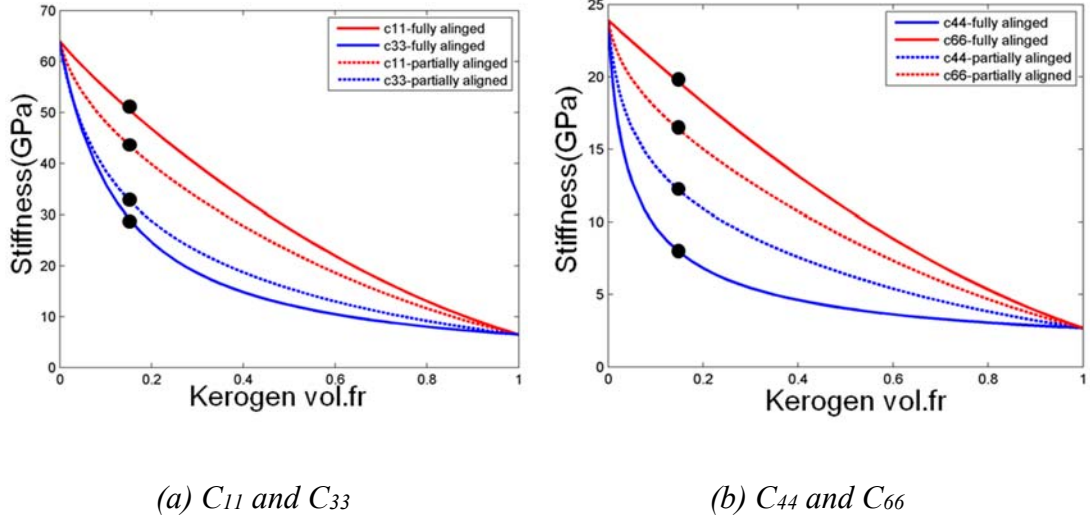 70
60
50
40
30
20
10
0
0
0.2
0.4
0.6
0.8
1
Stiffness(GPa)
Kerogen vol.fr
c11-fully alinged
c33-fully alinged
c11-partially alinged
c33-partially aligned
25
20
15
10
5
0
0
0.2
0.4
0.6
0.8
1
Stiffness(GPa)
Kerogen vol.fr
c44-fully alinged
c66-fully alinged
c44-partially alinged
c66-partially aligned
(a) C11 and C33
(b) C44 and C66